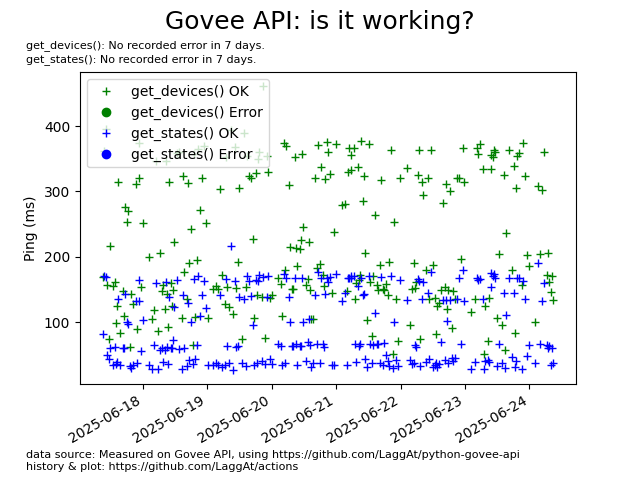 Govee API: is it working?
get_devices(): No recorded error in 7 days.
get_states(): No recorded error in 7 days.
get_devices() OK
get_devices() Error
get_states() OK
get_states() Error
Ping (ms)
400
300
200
100
2025-06-18
2025-06-19
2025-06-20
2025-06-21
2025-06-22
2025-06-23
2025-06-24
data source: Measured on Govee API, using https://github.com/LaggAt/python-govee-api
history & plot: https://github.com/LaggAt/actions